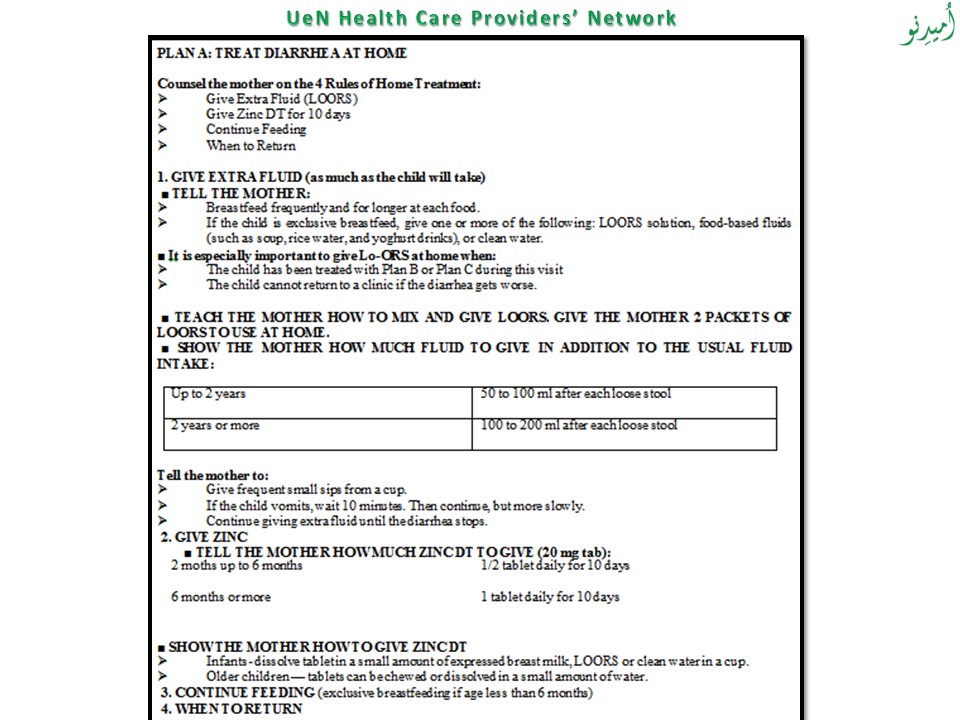 UeN Health Care Providers’ Network
اُمیدِنو
PLAN A: TREAT DIARRHEA AT HOME
Counsel the mother on the 4 Rules of Home Treatment:
➢ Give Extra Fluid (LOORS)
➢ Give Zinc DT for 10 days
➢ Continue Feeding
➢ When to Return
1. GIVE EXTRA FLUID (as much as the child will take)
■ TELL THE MOTHER:
➢ Breastfeed frequently and for longer at each food.
➢ If the child is exclusive breastfeed, give one or more of the following: LOORS solution, food-based fluids
(such as soup, rice water, and yoghurt drinks), or clean water.
■ It is especially important to give Lo-ORS at home when:
➢ The child has been treated with Plan B or Plan C during this visit
➢ The child cannot return to a clinic if the diarrhea gets worse.
■ TEACH THE MOTHER HOW TO MIX AND GIVE LOORS. GIVE THE MOTHER 2 PACKETS OF
LOORS TO USE AT HOME.
■ SHOW THE MOTHER HOW MUCH FLUID TO GIVE IN ADDITION TO THE USUAL FLUID
INTAKE:
Up to 2 years 50 to 100 ml after each loose stool
2 years or more 100 to 200 ml after each loose stool
Tell the mother to:
➢ Give frequent small sips from a cup.
➢ If the child vomits, wait 10 minutes. Then continue, but more slowly.
➢ Continue giving extra fluid until the diarrhea stops.
2. GIVE ZINC
■ TELL THE MOTHER HOW MUCH ZINC DT TO GIVE (20 mg tab):
2 moths up to 6 months 1/2 tablet daily for 10 days
6 months or more 1 tablet daily for 10 days
■ SHOW THE MOTHER HOW TO GIVE ZINC DT
➢ Infants - dissolve tablet in a small amount of expressed breast milk, LOORS or clean water in a cup.
➢ Older children — tablets can be chewed or dissolved in a small amount of water.
3. CONTINUE FEEDING (exclusive breastfeeding if age less than 6 months)
4. WHEN TO RETURN